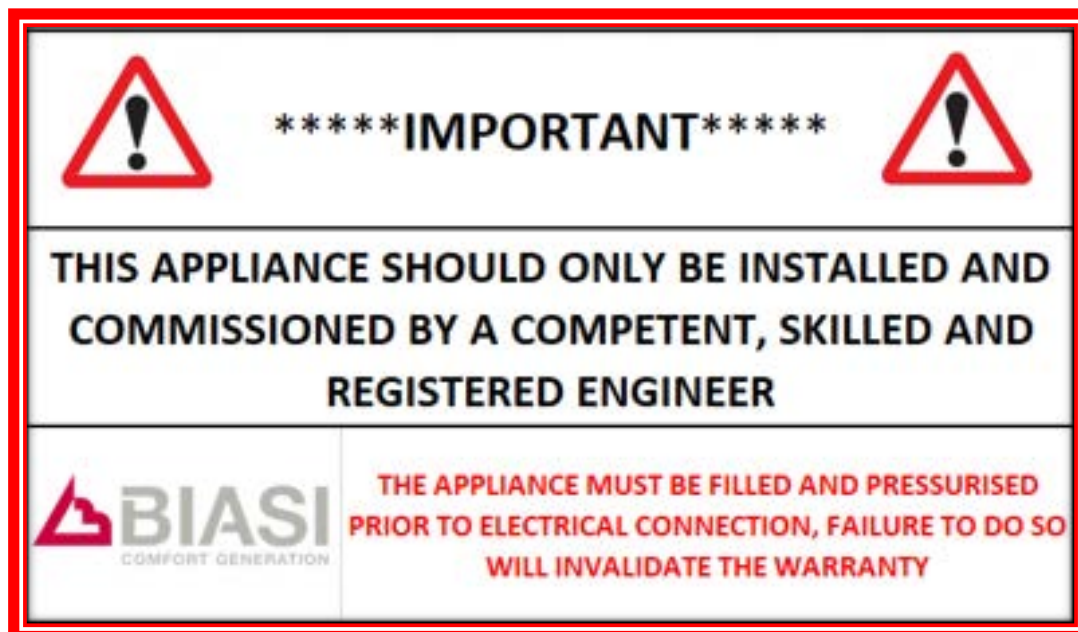 *****IMPORTANT*****
THIS APPLIANCE SHOULD ONLY BE INSTALLED AND
COMMISSIONED BY A COMPETENT, SKILLED AND
REGISTERED ENGINEER
BIASI
COMFORT GENERATION
THE APPLIANCE MUST BE FILLED AND PRESSURISED
PRIOR TO ELECTRICAL CONNECTION, FAILURE TO DO SO
WILL INVALIDATE THE WARRANTY